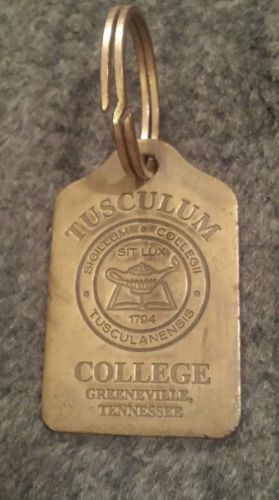 TUSCULUM
SIGILLUM • COLLEGII
SIT LUX
1794
TUSCULANENSIS
COLLEGE
GREENEVILLE,
TENNESSEE